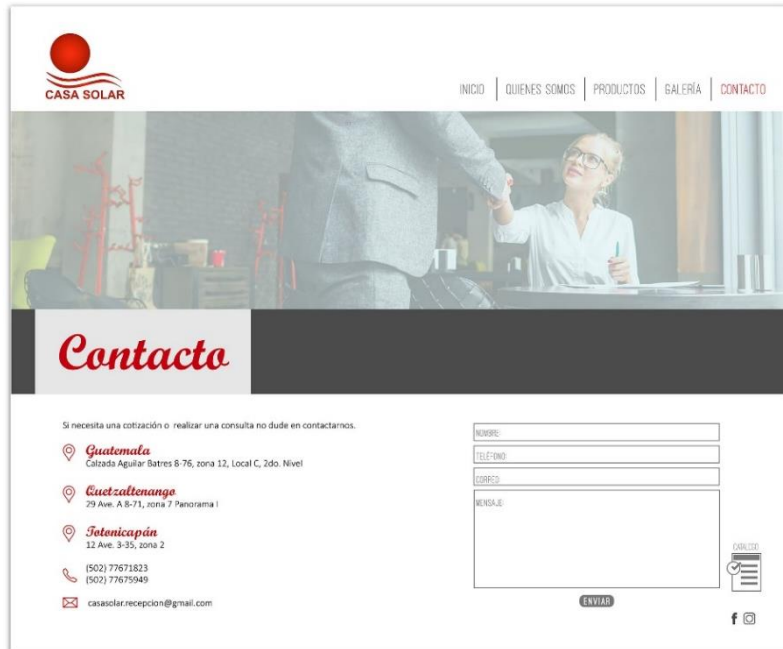 CASA SOLAR
INICIO
QUIENES SOMOS
PRODUCTOS
GALERÍA
CONTACTO
Contacto
Si necesita una cotización o realizar una consulta no dude en contactarnos.
Guatemala
Calzada Aguilar Batres 8-76, zona 12, Local C, 2do. Nivel
Quetzaltenango
29 Ave. A 8-71, zona 7 Panorama I
Totonicapán
12 Ave. 3-35, zona 2
(502) 77671823
(502) 77675949
casasolar.recepcion@gmail.com
NOMBRE:
TELÉFONO:
CORREO:
MENSAJE:
CATÁLOGO
ENVIAR